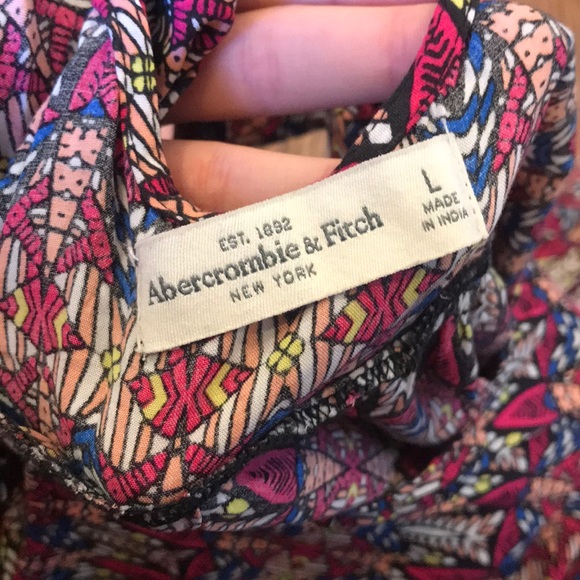 EST. 1892
Abercrombie & Fitch
NEW YORK
L
MADE
IN INDIA